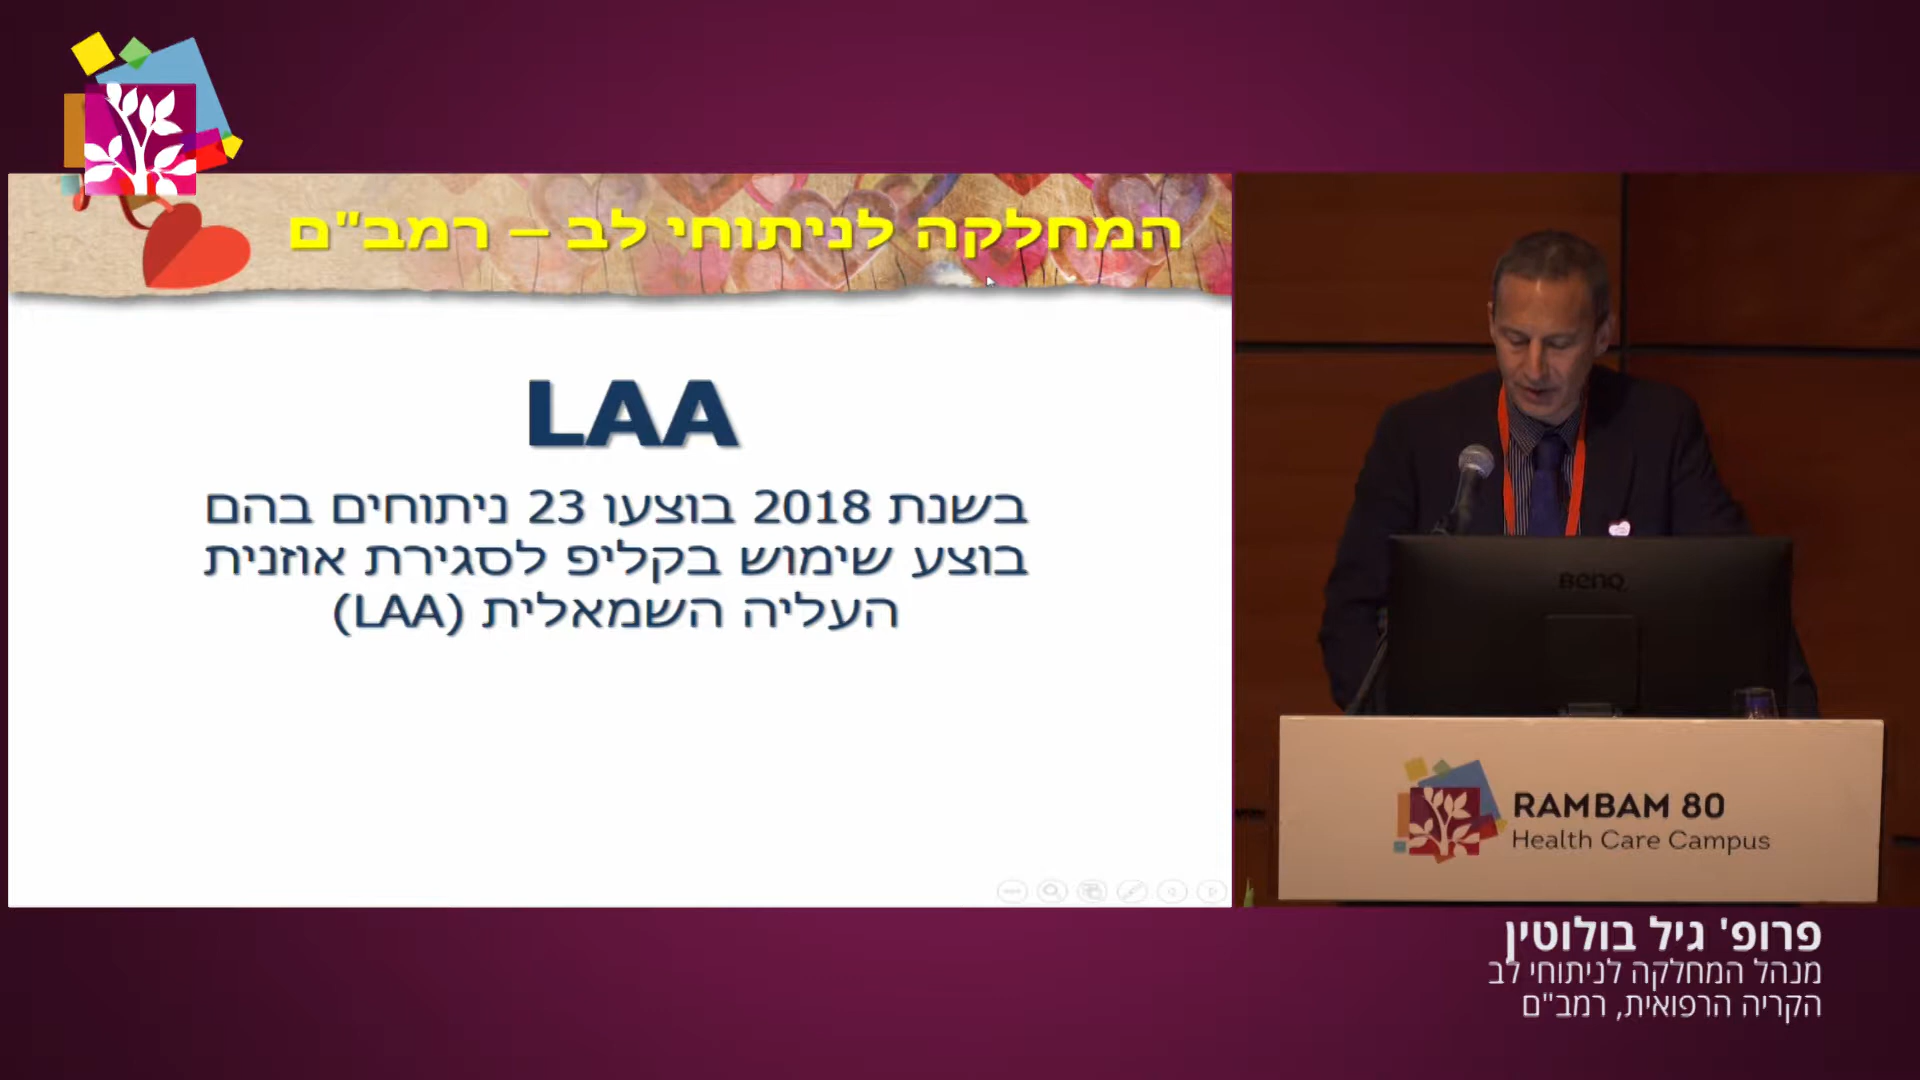 המחלקה לניתוחי לב – רמב"ם
LAA
בשנת 2018 בוצעו 23 ניתוחים בהם
בוצע שימוש בקליפ לסגירת אוזנית
העליה השמאלית (LAA)
BenQ
RAMBAM 80
Health Care Campus
פרופ' גיל בולוטין
מנהל המחלקה לניתוחי לב
הקריה הרפואית, רמב"ם